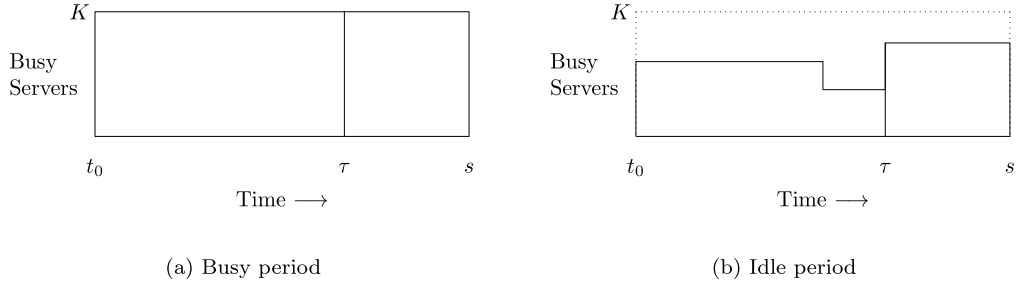 K
Busy
Servers
t₀ τ s
Time ⟶
(a) Busy period
K
Busy
Servers
t₀ τ s
Time ⟶
(b) Idle period